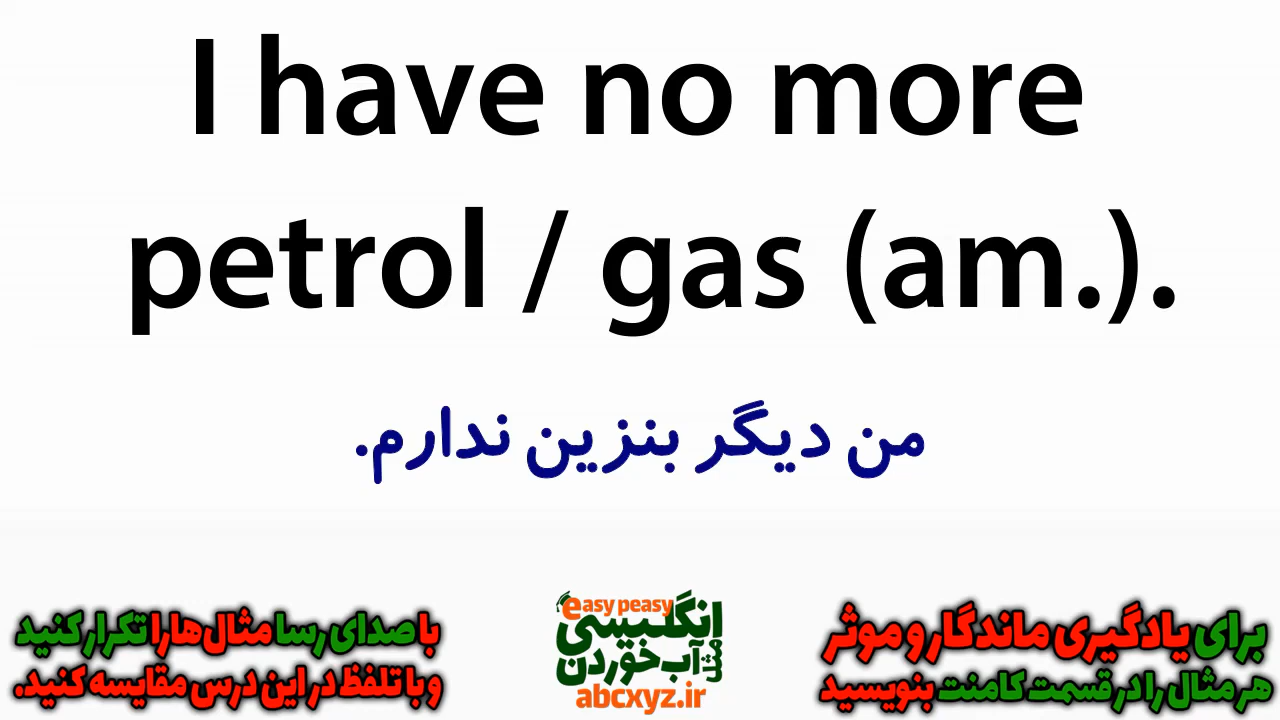 I have no more
petrol / gas (am.).
من دیگر بنزین ندارم.
برای یادگیری ماندگار و موثر
هر مثال را در قسمت کامنت بنویسید
easy peasy
انگلیسی
مثل آب خوردن
abcxyz.ir
با صدای رسا مثال‌ها را تکرار کنید
و با تلفظ در این درس مقایسه کنید.